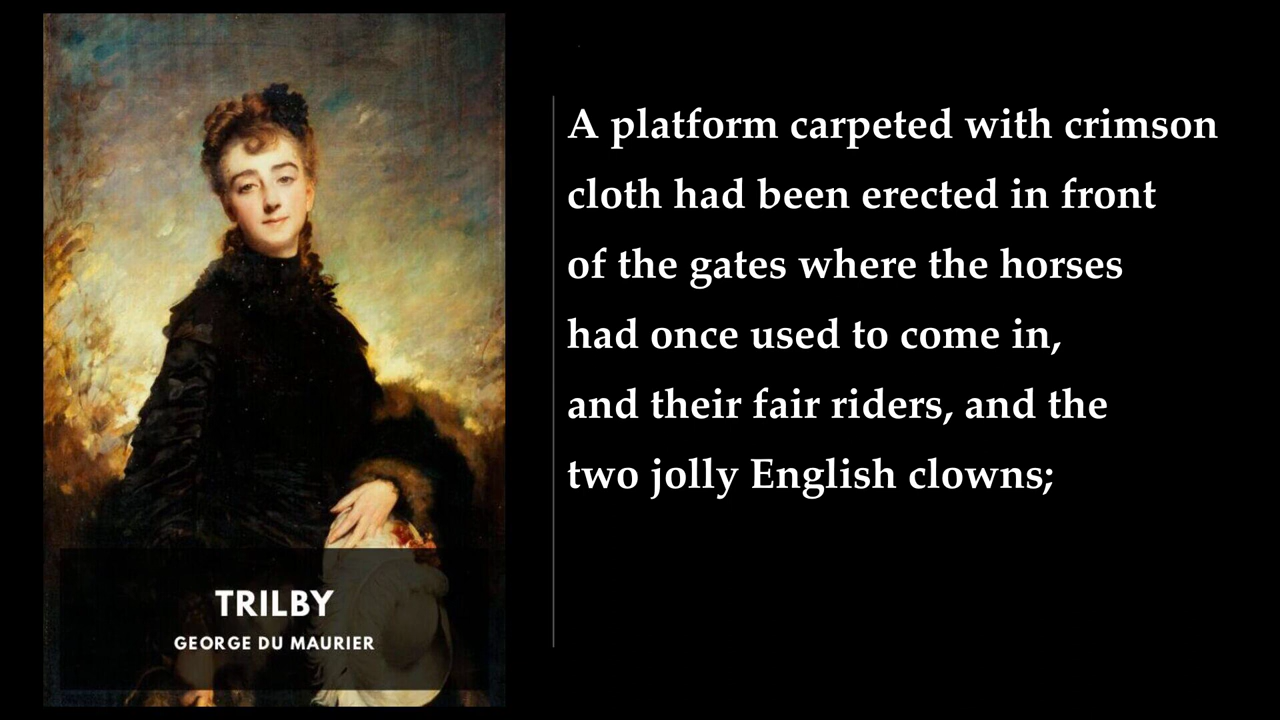 A platform carpeted with crimson
cloth had been erected in front
of the gates where the horses
had once used to come in,
and their fair riders, and the
two jolly English clowns;
TRILBY
GEORGE DU MAURIER